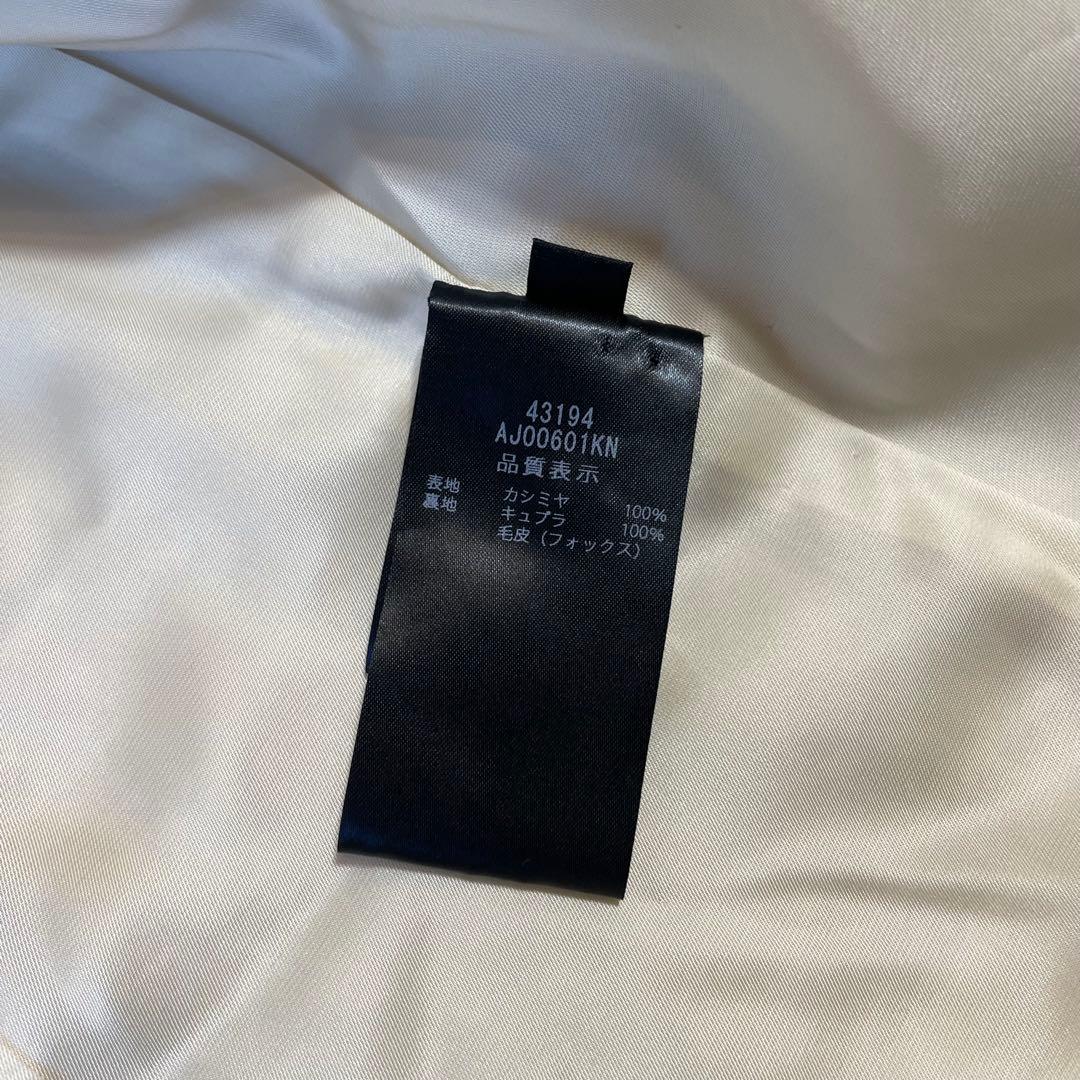 43194
AJ00601KN
品質表示
表地 カシミヤ 100%
裏地 キュプラ 100%
毛皮（フォックス）